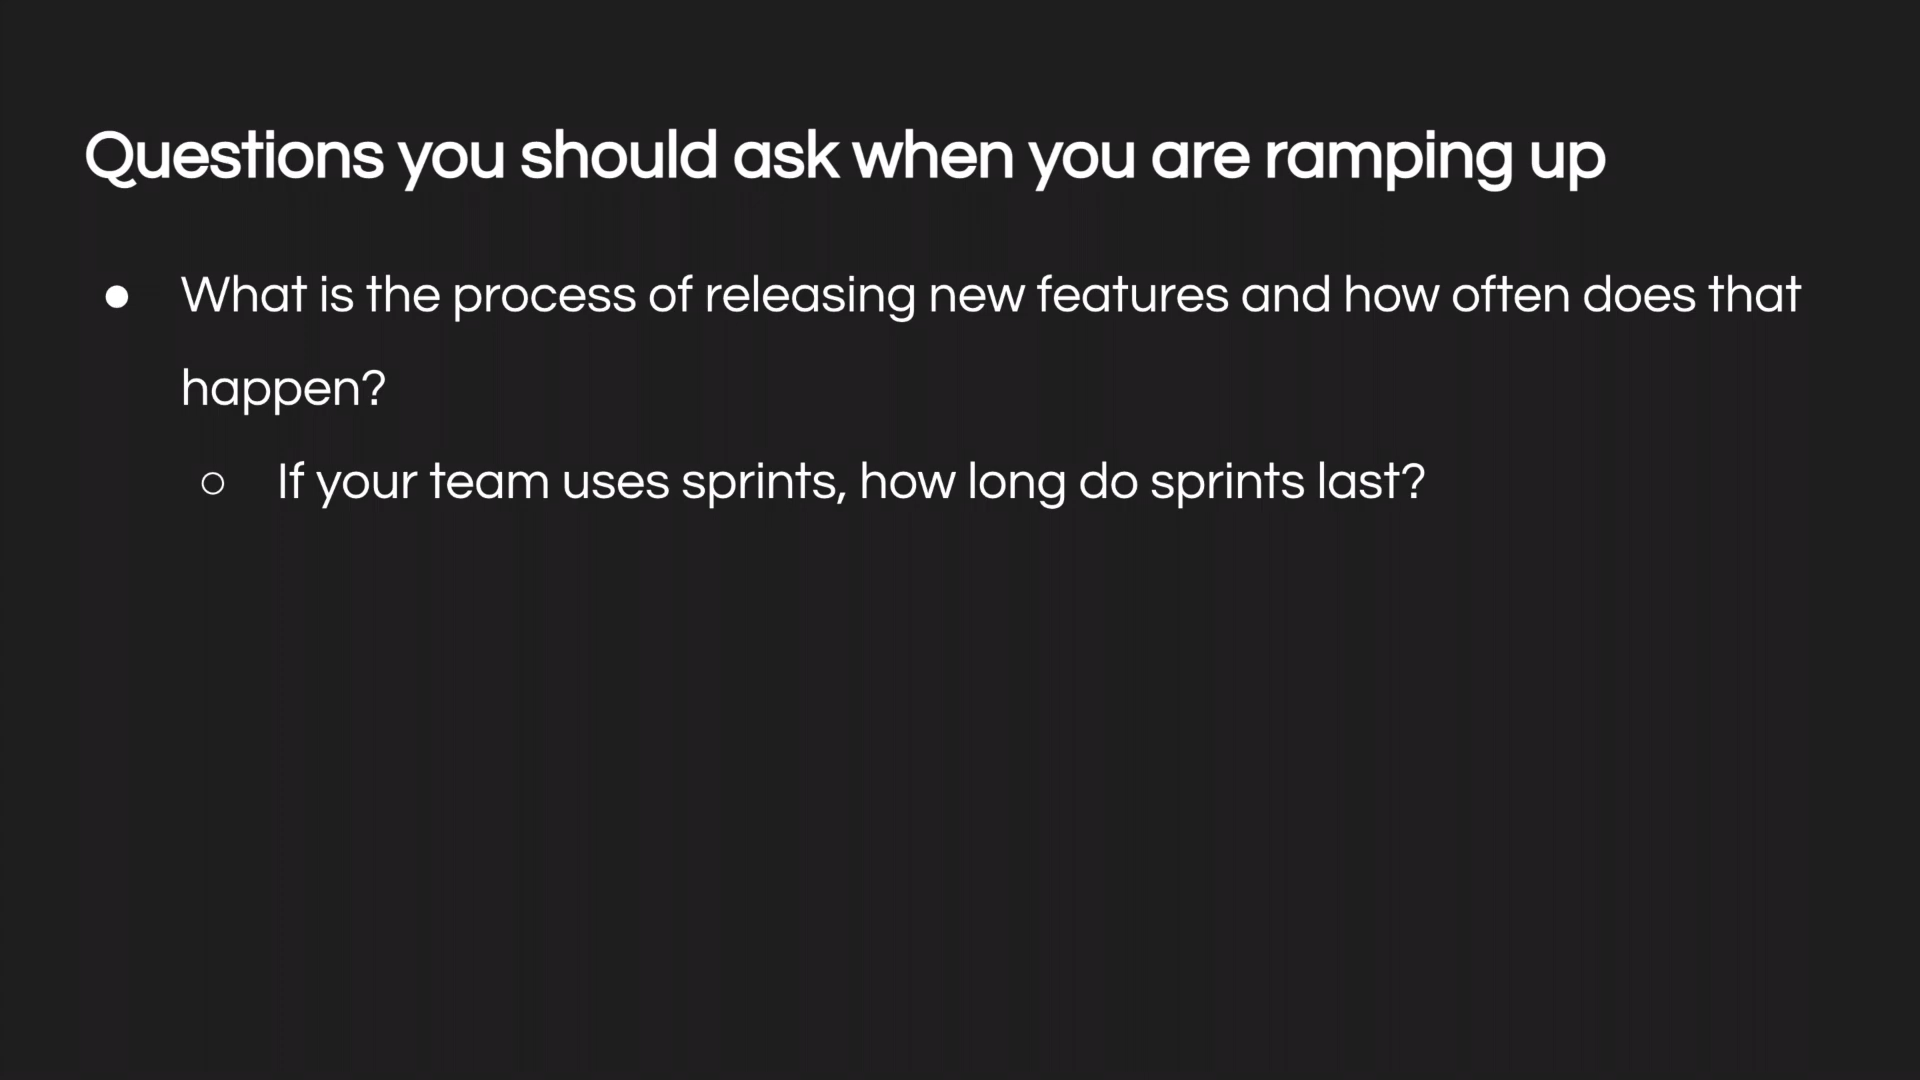 Questions you should ask when you are ramping up
● What is the process of releasing new features and how often does that
happen?
○ If your team uses sprints, how long do sprints last?